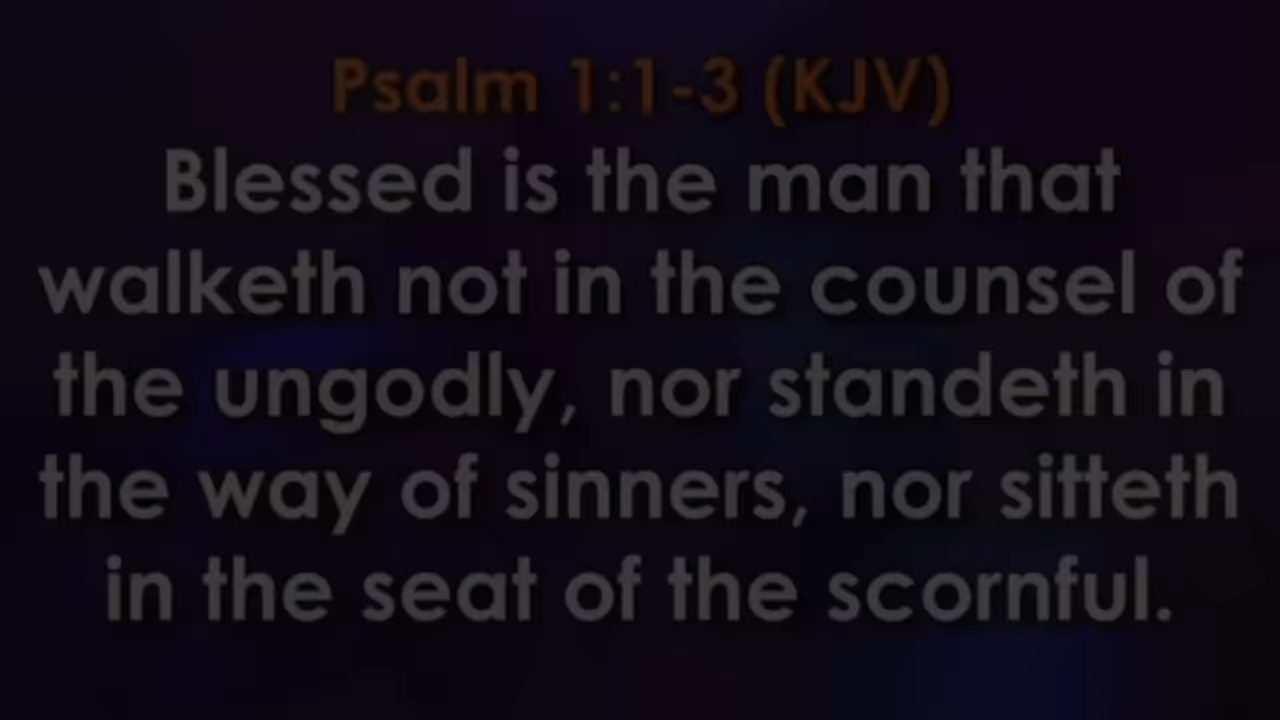 Psalm 1:1-3 (KJV)
Blessed is the man that
walketh not in the counsel of
the ungodly, nor standeth in
the way of sinners, nor sitteth
in the seat of the scornful.